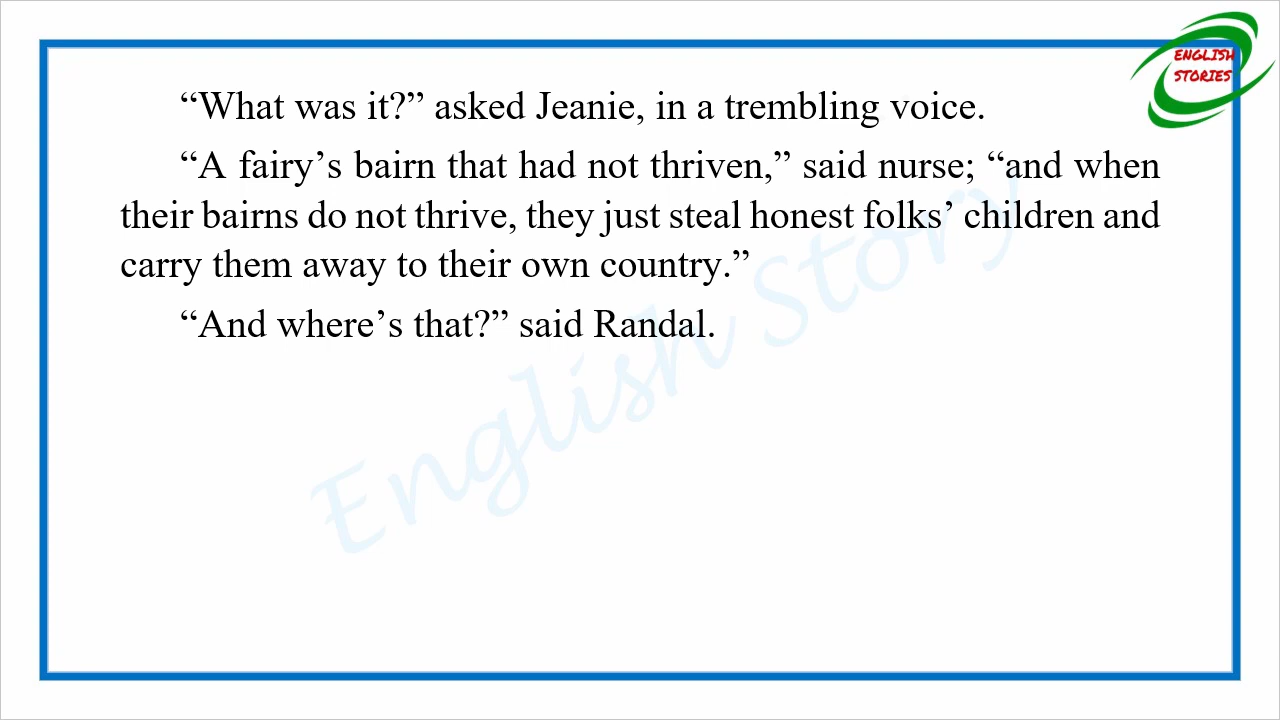 ENGLISH
STORIES
“What was it?” asked Jeanie, in a trembling voice.
“A fairy’s bairn that had not thriven,” said nurse; “and when
their bairns do not thrive, they just steal honest folks’ children and
carry them away to their own country.”
“And where’s that?” said Randal.
English Story